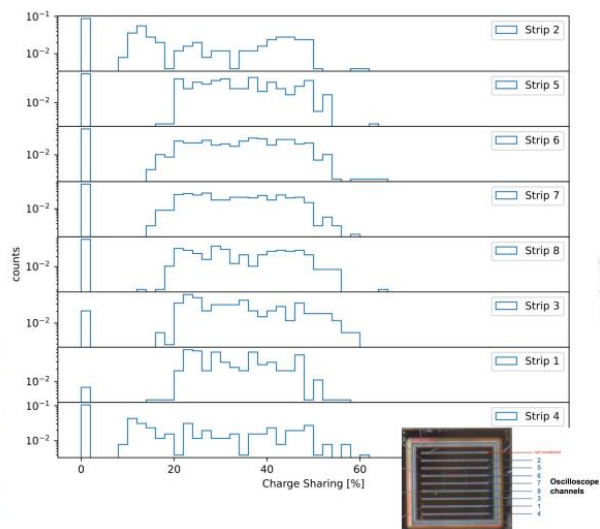 10⁻¹
10⁻²
Strip 2
10⁻²
Strip 5
10⁻²
Strip 6
10⁻²
Strip 7
counts
10⁻²
Strip 8
10⁻²
Strip 3
10⁻²
Strip 1
10⁻¹
10⁻²
Strip 4
0
20
40
60
Charge Sharing [%]
not connected
2
5
6
7
8
3
1
4
Oscilloscope
channels